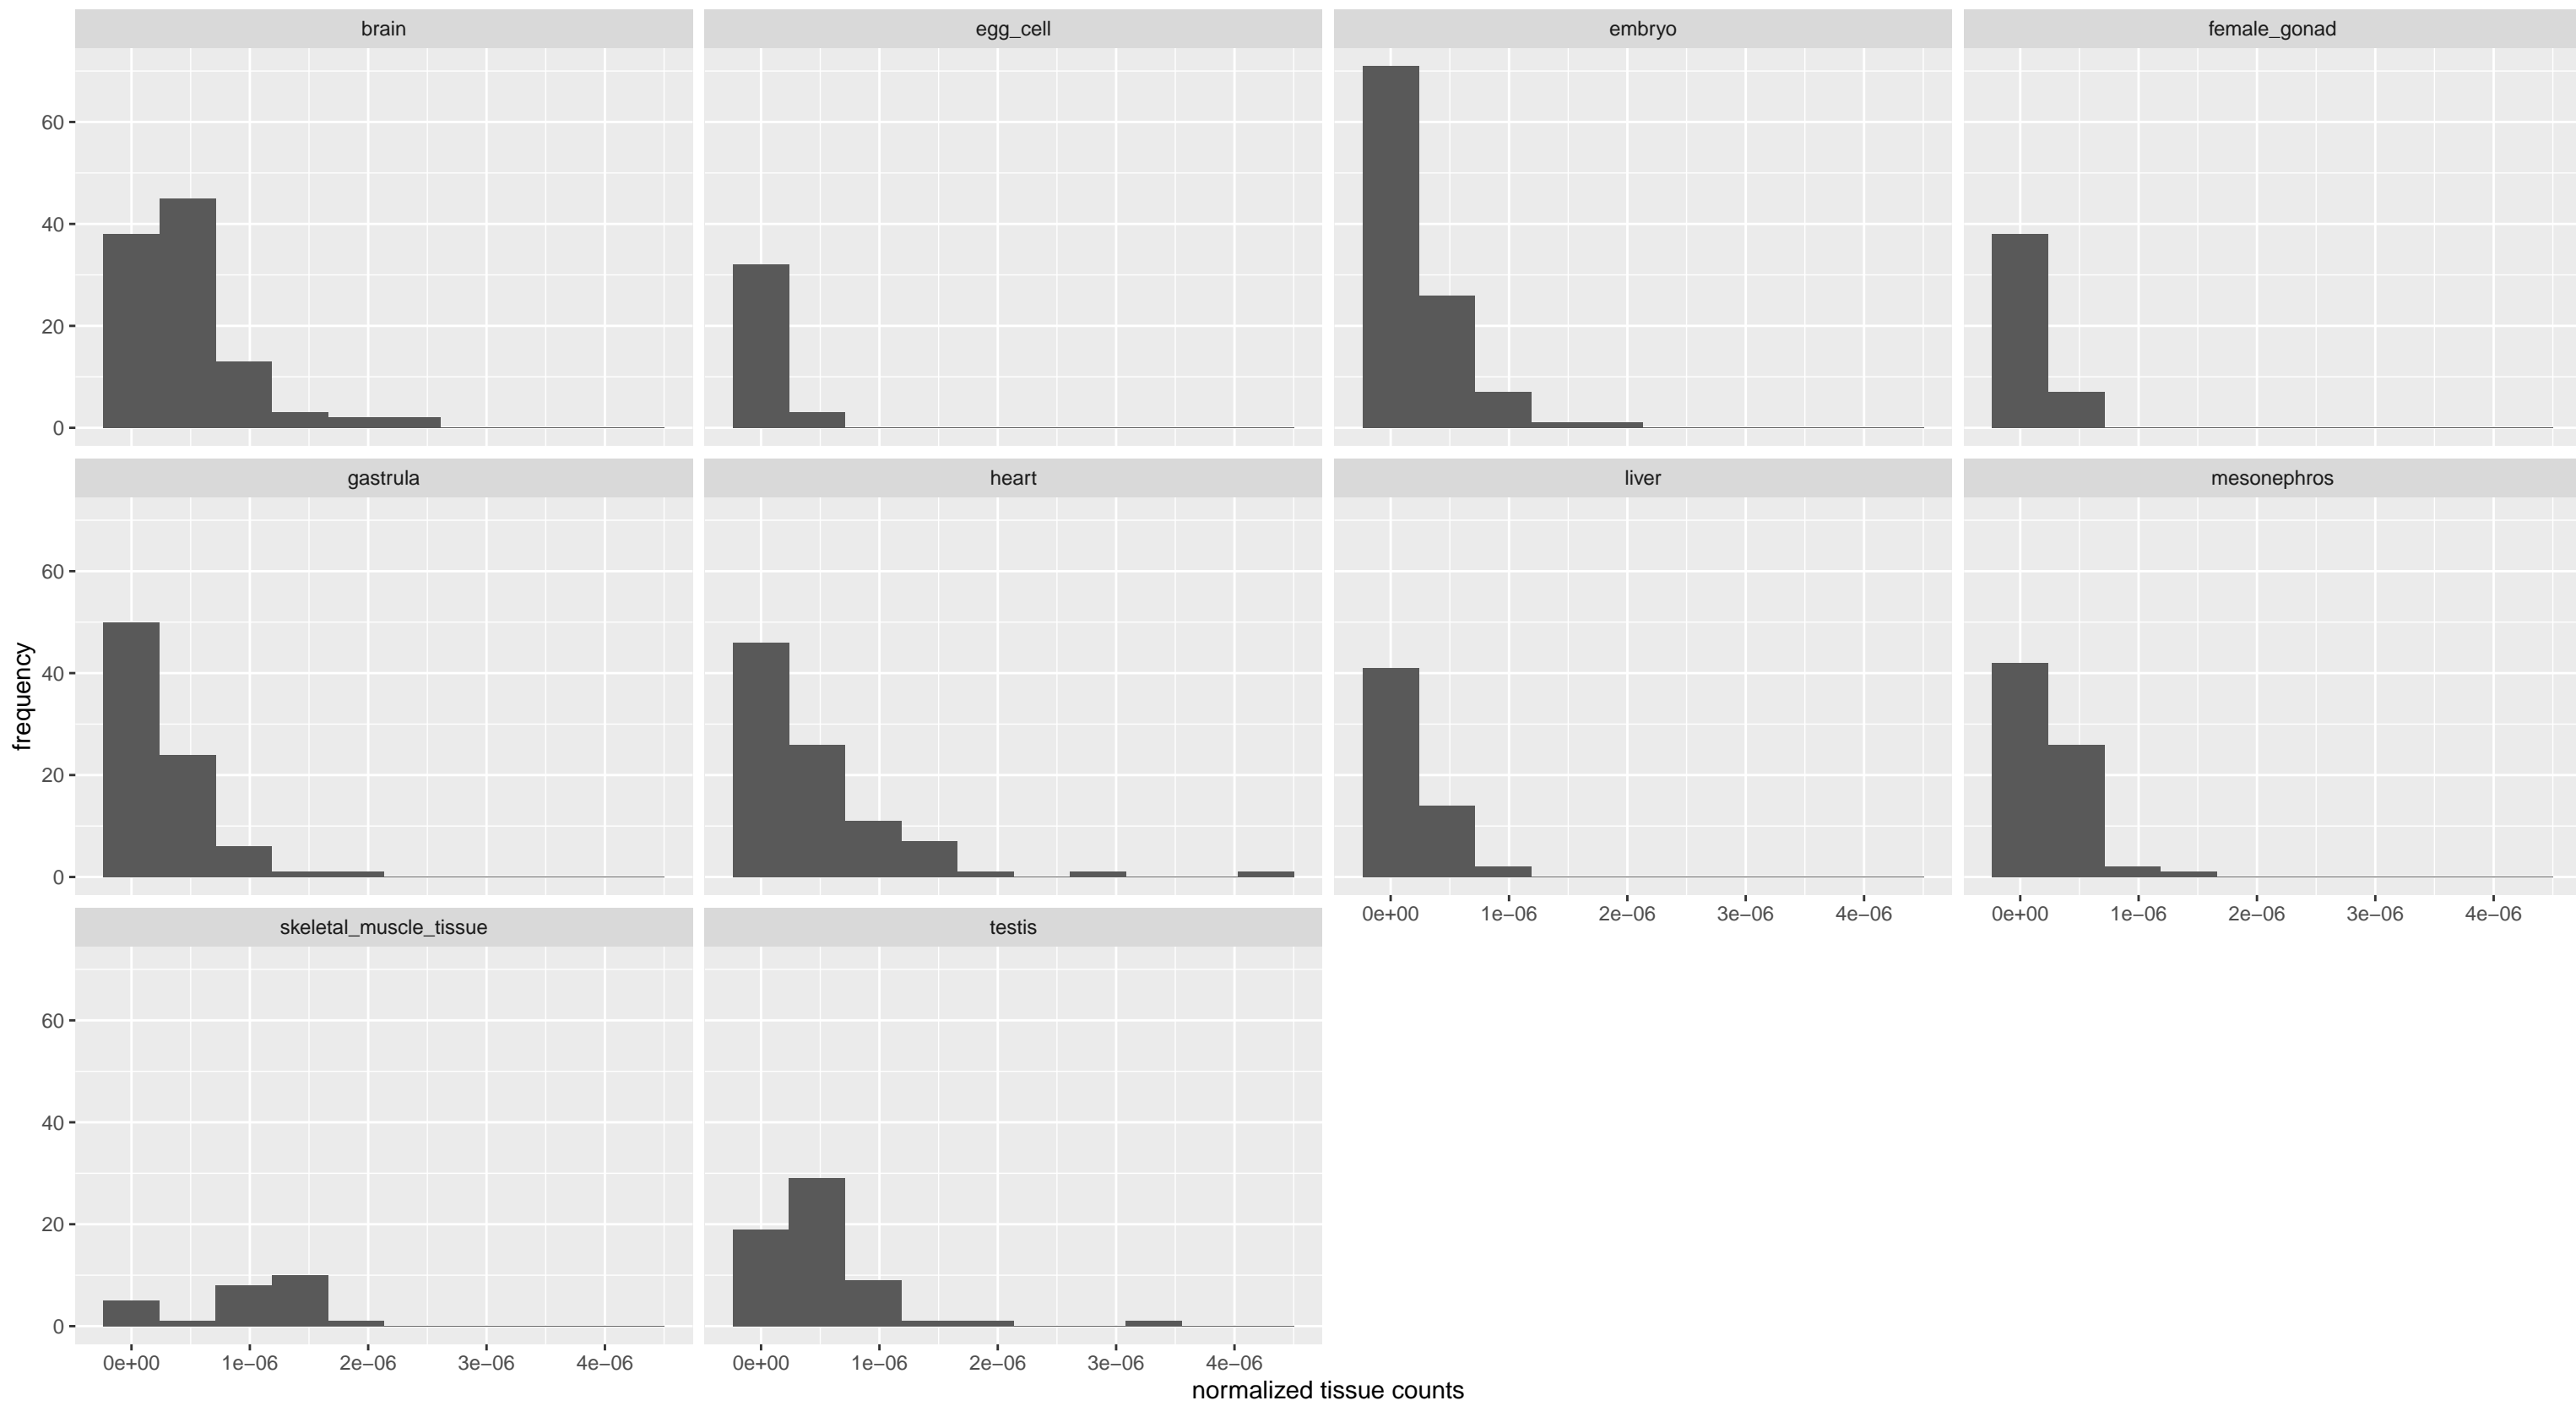 brain egg_cell embryo female_gonad
60
40
20
0
gastrula heart liver mesonephros
60
40
20
0
frequency
0e+00 1e−06 2e−06 3e−06 4e−06 0e+00 1e−06 2e−06 3e−06 4e−06
skeletal_muscle_tissue testis
60
40
20
0
0e+00 1e−06 2e−06 3e−06 4e−06 0e+00 1e−06 2e−06 3e−06 4e−06
normalized tissue counts